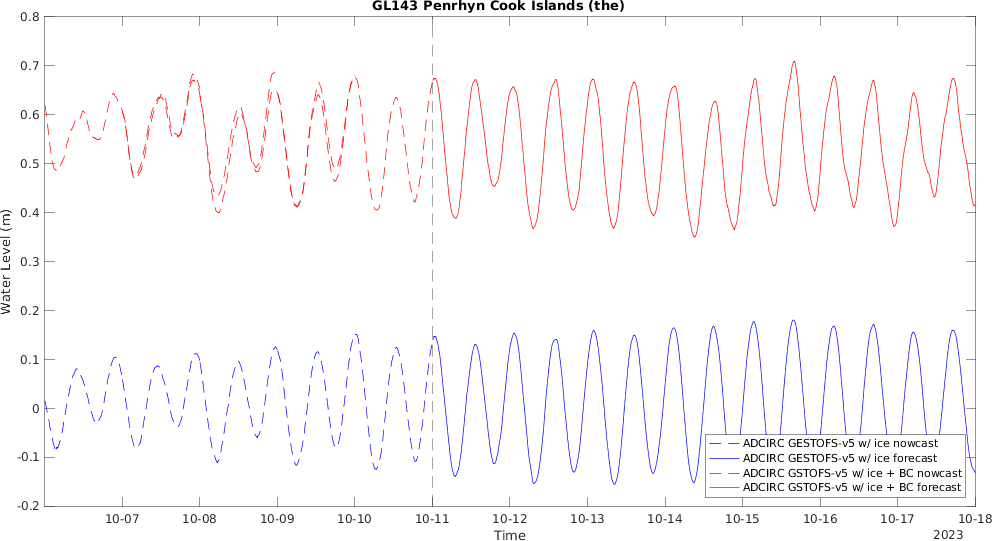 GL143 Penrhyn Cook Islands (the)
0.8
0.7
0.6
0.5
0.4
0.3
0.2
0.1
0
-0.1
-0.2
Water Level (m)
ADCIRC GESTOFS-v5 w/ ice nowcast
ADCIRC GESTOFS-v5 w/ ice forecast
ADCIRC GSTOFS-v5 w/ ice + BC nowcast
ADCIRC GSTOFS-v5 w/ ice + BC forecast
10-07 10-08 10-09 10-10 10-11 10-12 10-13 10-14 10-15 10-16 10-17 10-18
Time
2023